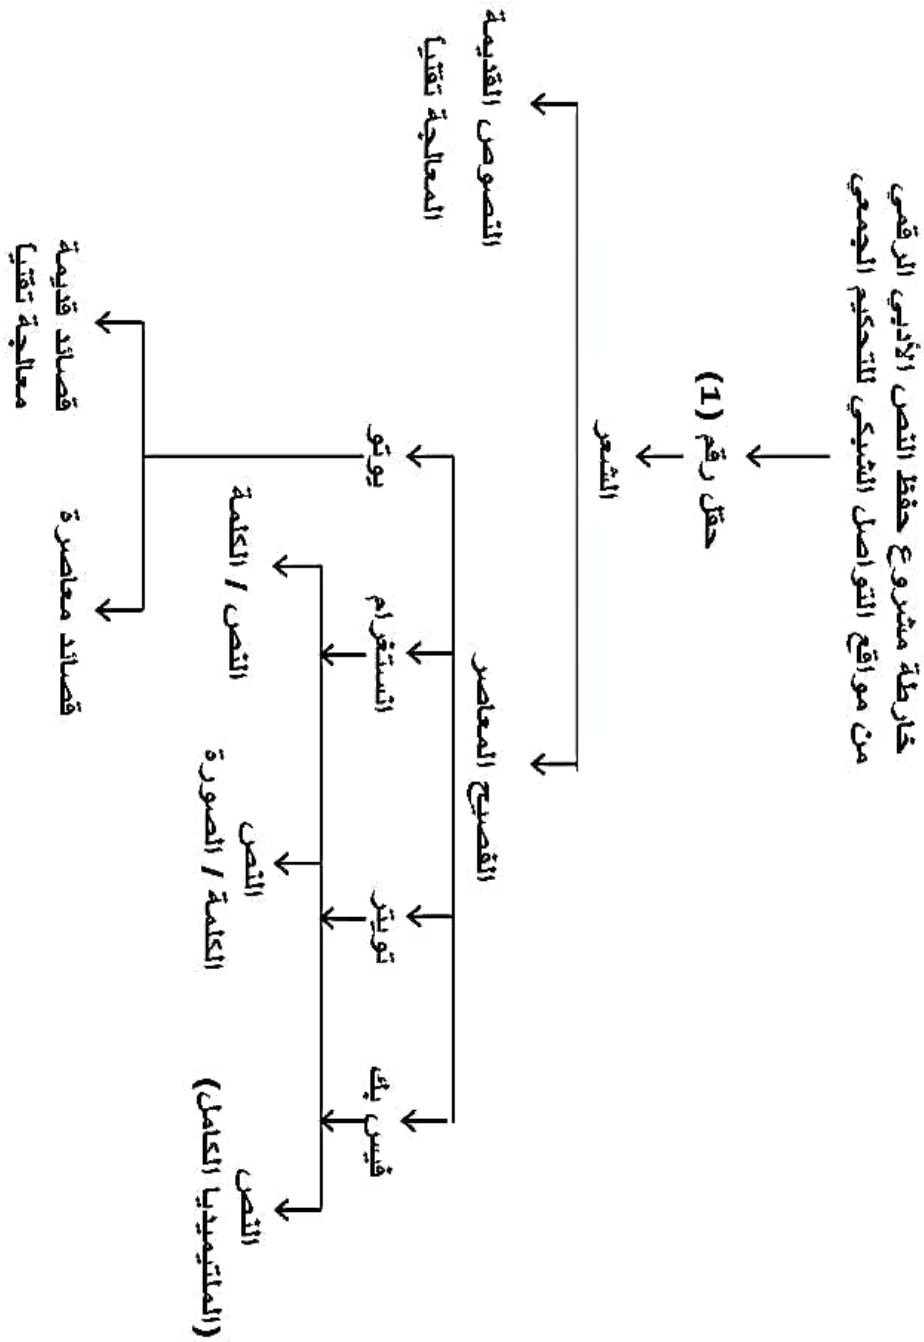 خارطة مشروع حفظ النص الأدبي الرقمي
من مواقع التواصل الشبكي للتحكيم الجمعي
حقل رقم (1)
الشعر
الفصيح المعاصر
النصوص القديمة
المعالجة تقنيا
فيس بك
تويتر
انستغرام
يوتو
النص
(الملتيميديا الكامل)
النص
الكلمة / الصورة
النص / الكلمة
قصائد معاصرة
قصائد قديمة
معالجة تقنيا